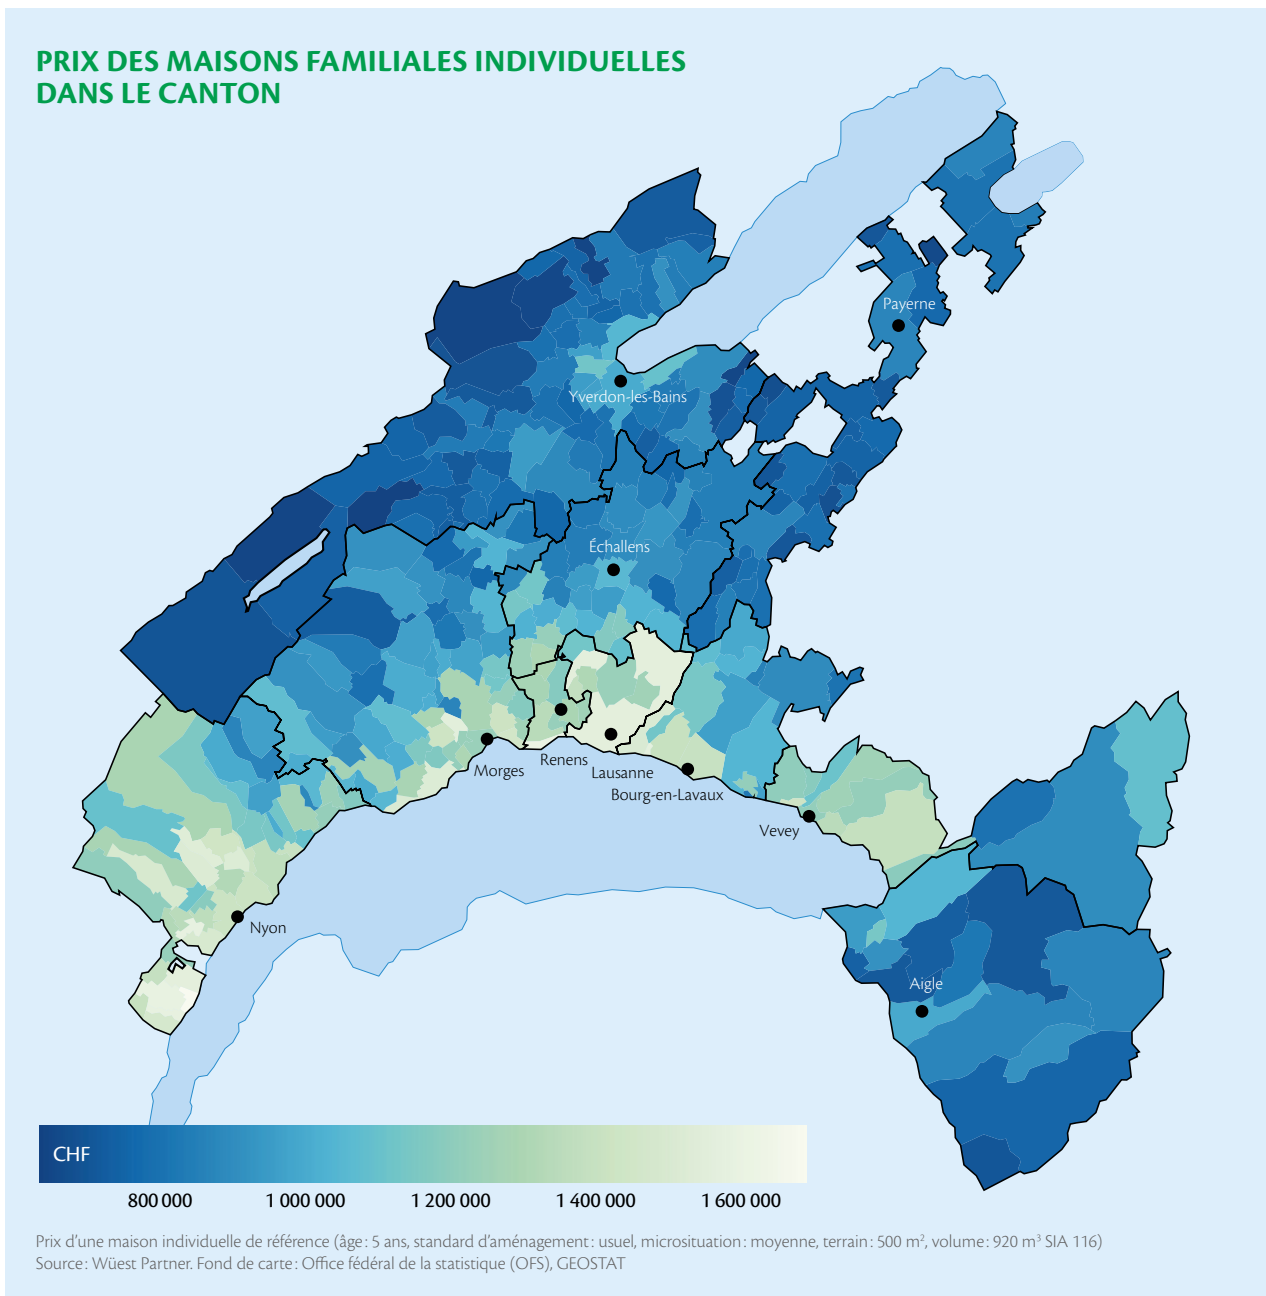 PRIX DES MAISONS FAMILIALES INDIVIDUELLES
DANS LE CANTON
Payerne
Yverdon-les-Bains
Échallens
Morges
Renens
Lausanne
Bourg-en-Lavaux
Vevey
Nyon
Aigle
CHF
800 000 1 000 000 1 200 000 1 400 000 1 600 000
Prix d’une maison individuelle de référence (âge : 5 ans, standard d’aménagement : usuel, microsituation : moyenne, terrain : 500 m², volume : 920 m³ SIA 116)
Source : Wüest Partner. Fond de carte : Office fédéral de la statistique (OFS), GEOSTAT